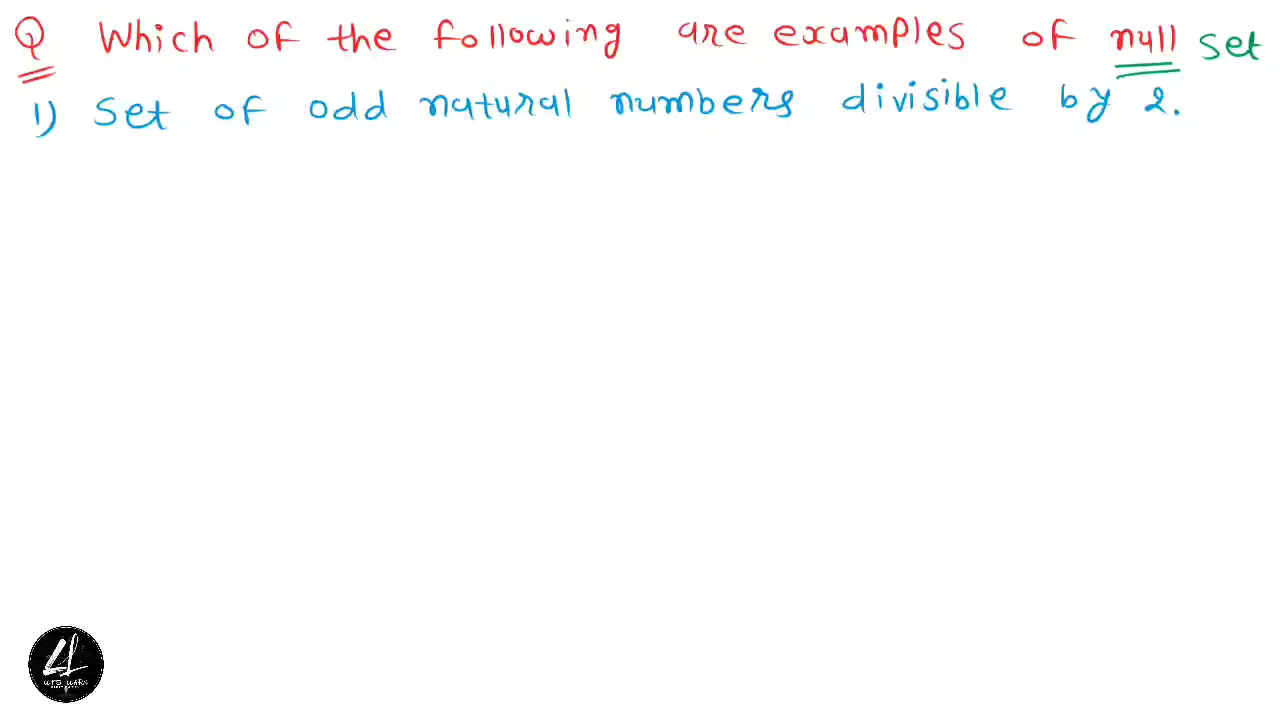 Q Which of the following are examples of null set
1) Set of odd natural numbers divisible by 2.